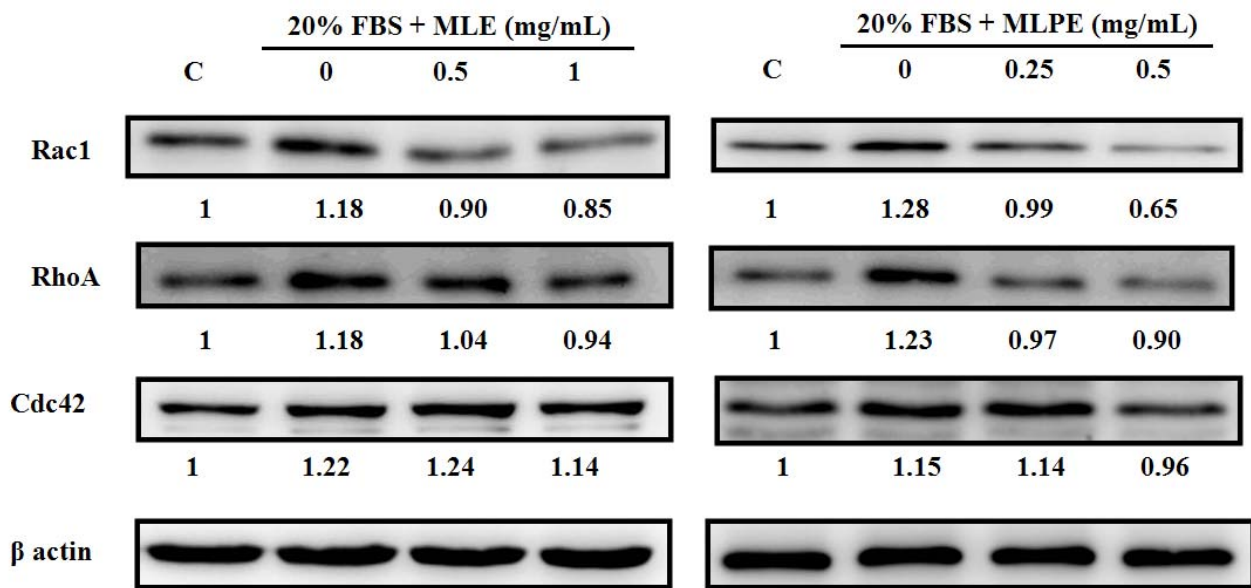 20% FBS + MLE (mg/mL) 20% FBS + MLPE (mg/mL)
C 0 0.5 1 C 0 0.25 0.5
Rac1
1 1.18 0.90 0.85 1 1.28 0.99 0.65
RhoA
1 1.18 1.04 0.94 1 1.23 0.97 0.90
Cdc42
1 1.22 1.24 1.14 1 1.15 1.14 0.96
β actin